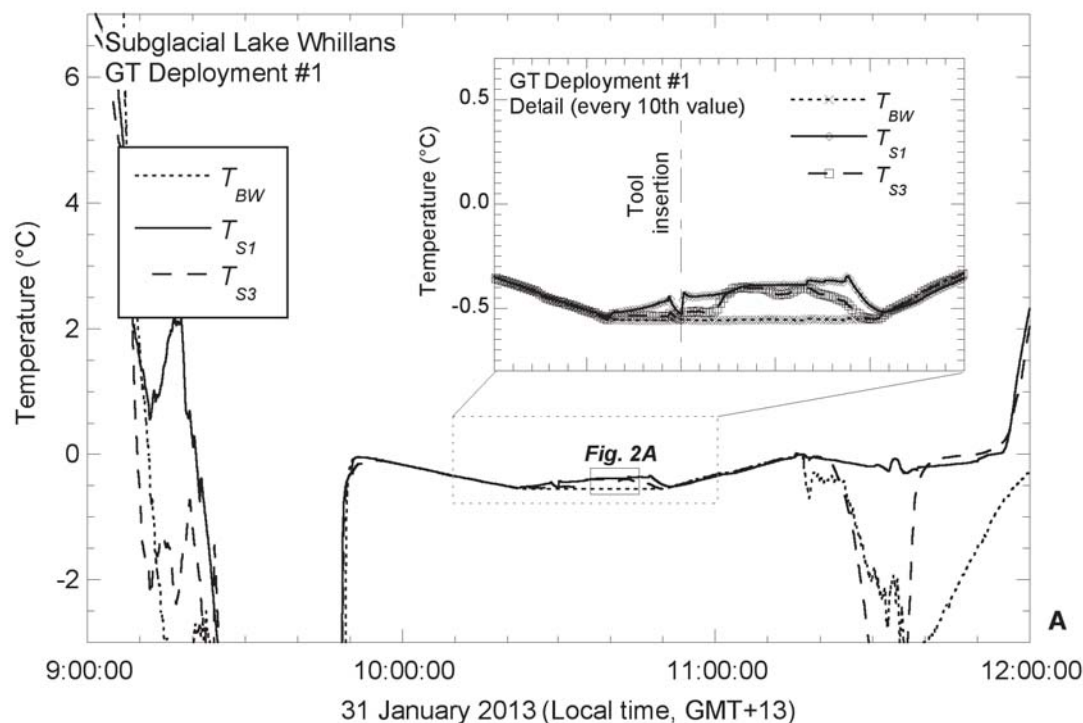 Subglacial Lake Whillans
GT Deployment #1
T_BW
T_S1
T_S3
GT Deployment #1
Detail (every 10th value)
T_BW
T_S1
T_S3
Tool
insertion
Temperature (°C)
0.5
0.0
-0.5
Fig. 2A
Temperature (°C)
6
4
2
0
-2
A
9:00:00
10:00:00
11:00:00
12:00:00
31 January 2013 (Local time, GMT+13)